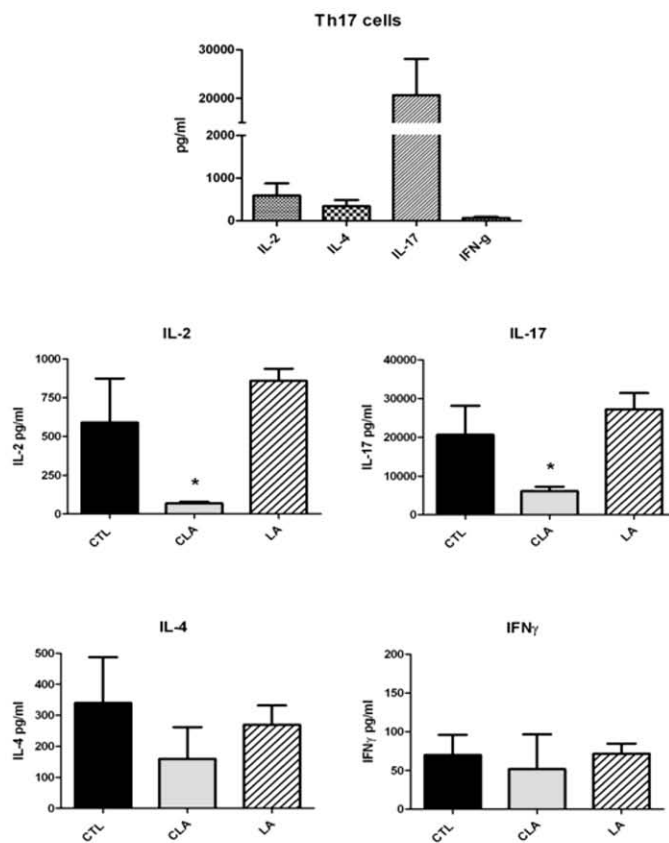 Th17 cells
30000
20000
2000
1000
0
pg/ml
IL-2
IL-4
IL-17
IFN-g
IL-2
1000
750
500
250
0
IL-2 pg/ml
*
CTL
CLA
LA
IL-17
40000
30000
20000
10000
0
IL-17 pg/ml
*
CTL
CLA
LA
IL-4
500
400
300
200
100
0
IL-4 pg/ml
CTL
CLA
LA
IFNγ
200
150
100
50
0
IFNγ pg/ml
CTL
CLA
LA